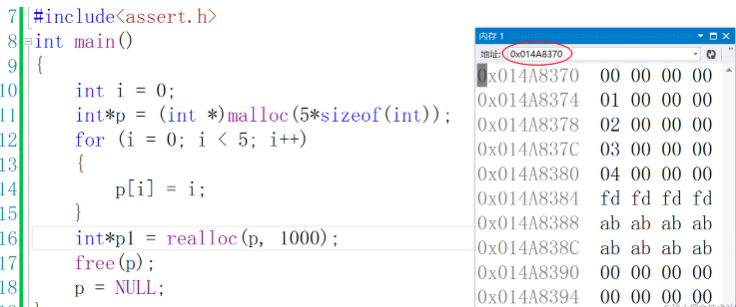 7 #include<assert.h>
8 int main()
9 {
10 int i = 0;
11 int*p = (int *)malloc(5*sizeof(int));
12 for (i = 0; i < 5; i++)
13 {
14 p[i] = i;
15 }
16 int*p1 = realloc(p, 1000);
17 free(p);
18 p = NULL;
内存 1
地址: 0x014A8370
0x014A8370 00 00 00 00
0x014A8374 01 00 00 00
0x014A8378 02 00 00 00
0x014A837C 03 00 00 00
0x014A8380 04 00 00 00
0x014A8384 fd fd fd fd
0x014A8388 ab ab ab ab
0x014A838C ab ab ab ab
0x014A8390 00 00 00 00
0x014A8394 00 00 00 00